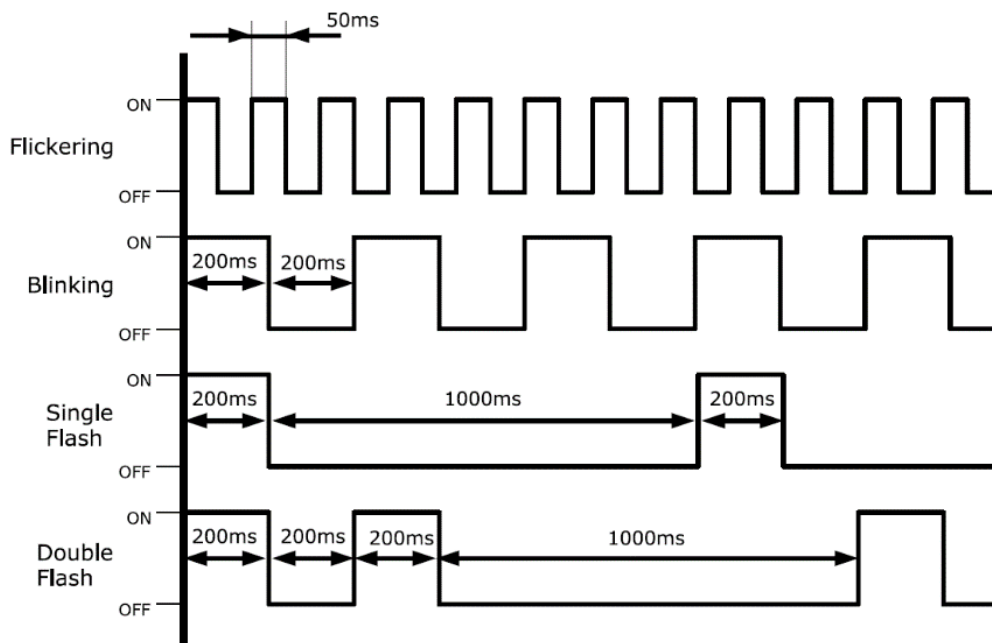 50ms
ON
Flickering
OFF
ON
200ms 200ms
Blinking
OFF
ON
200ms 1000ms 200ms
Single
Flash
OFF
ON
200ms 200ms 200ms 1000ms
Double
Flash
OFF